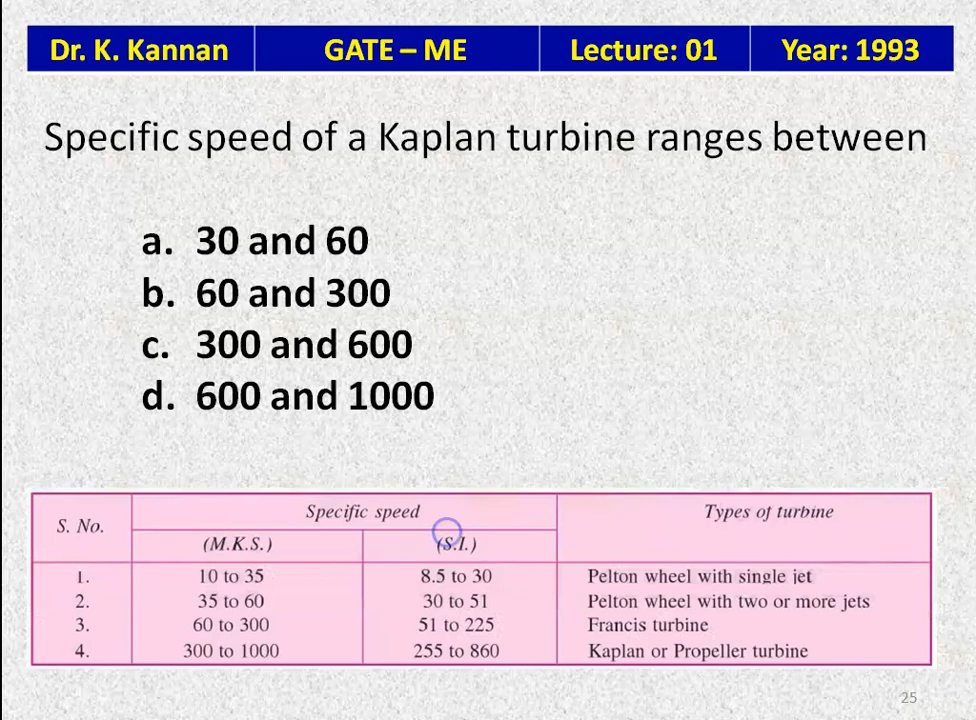 Dr. K. Kannan GATE – ME Lecture: 01 Year: 1993
Specific speed of a Kaplan turbine ranges between
a. 30 and 60
b. 60 and 300
c. 300 and 600
d. 600 and 1000
S. No. Specific speed Types of turbine
(M.K.S.) (S.I.)
1. 10 to 35 8.5 to 30 Pelton wheel with single jet
2. 35 to 60 30 to 51 Pelton wheel with two or more jets
3. 60 to 300 51 to 225 Francis turbine
4. 300 to 1000 255 to 860 Kaplan or Propeller turbine
25